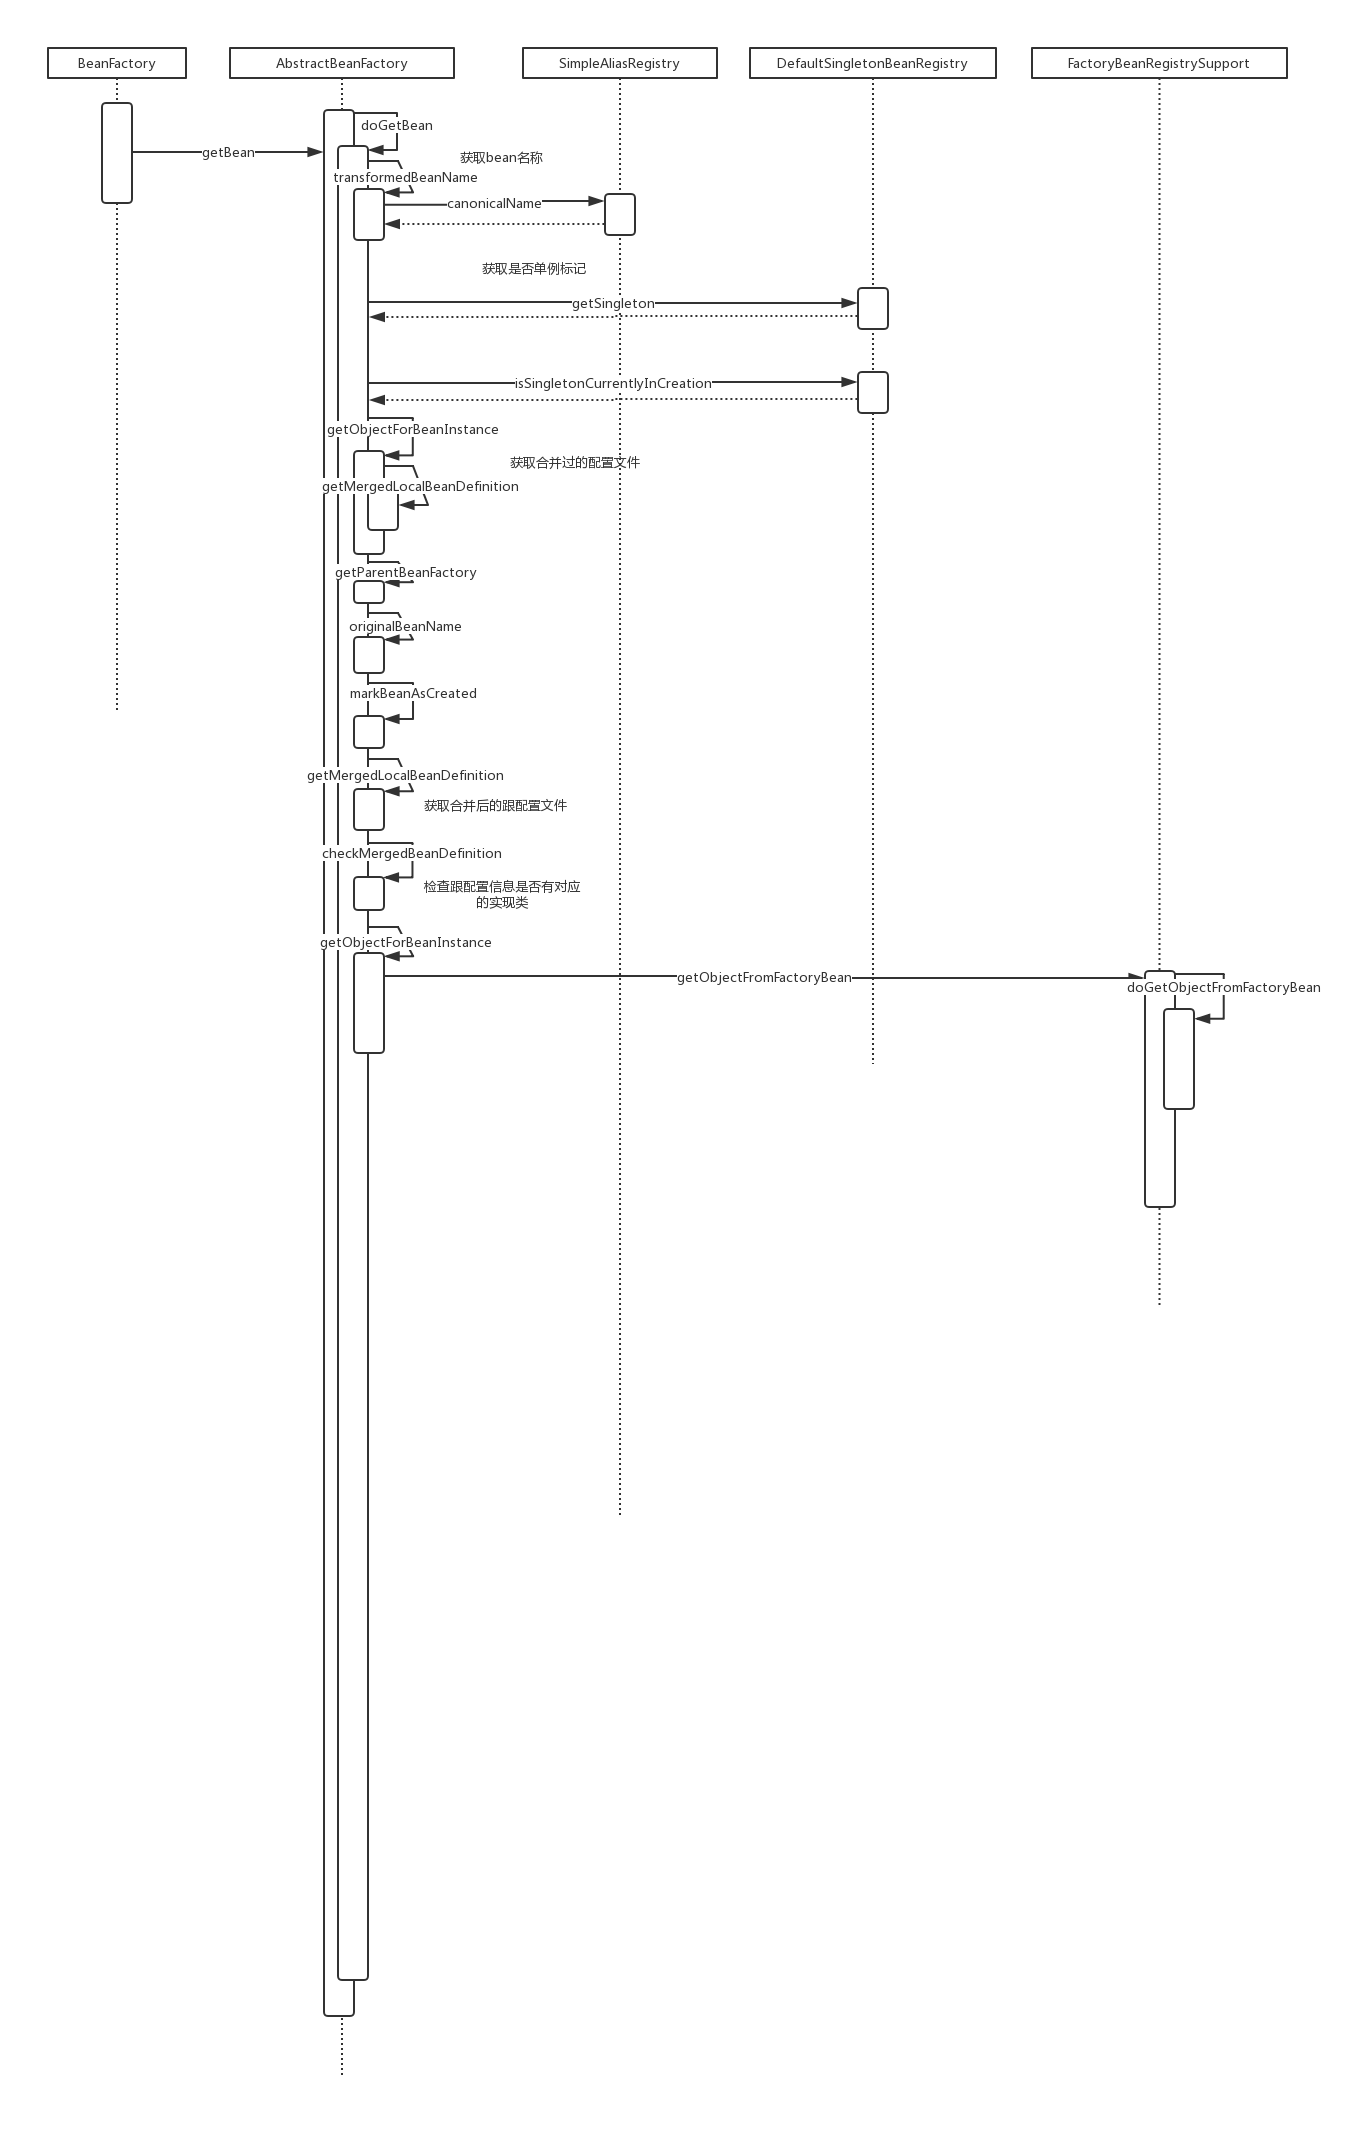 BeanFactory
AbstractBeanFactory
SimpleAliasRegistry
DefaultSingletonBeanRegistry
FactoryBeanRegistrySupport
doGetBean
getBean
获取bean名称
transformedBeanName
canonicalName
获取是否单例标记
getSingleton
isSingletonCurrentlyInCreation
getObjectForBeanInstance
获取合并过的配置文件
getMergedLocalBeanDefinition
getParentBeanFactory
originalBeanName
markBeanAsCreated
getMergedLocalBeanDefinition
获取合并后的跟配置文件
checkMergedBeanDefinition
检查跟配置信息是否有对应
的实现类
getObjectForBeanInstance
getObjectFromFactoryBean
doGetObjectFromFactoryBean